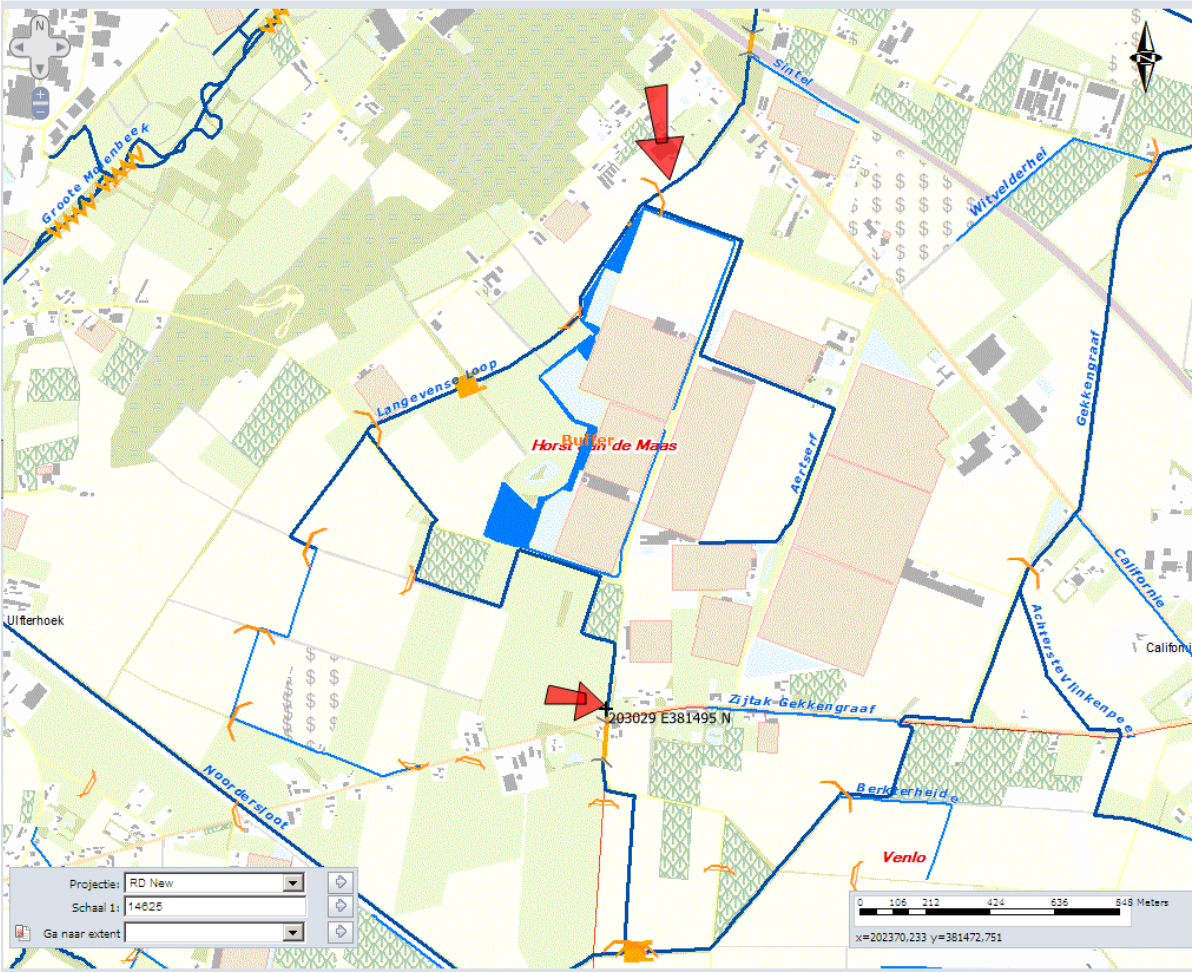 N
Sintel
N
Groote Molenbeek
Witvelderhei
Gekkengraaf
Langevense Loop
Buffer
Horst aan de Maas
Aertserf
Californie
Ulfterhoek
Achterste Vlinkenpeel
Californi
Zijtak Gekkengraaf
203029 E381495 N
Noordersloot
Berkterheide
Venlo
Projectie: RD New
Schaal 1: 14625
Ga naar extent
0 106 212 424 636 848 Meters
x=202370,233 y=381472,751